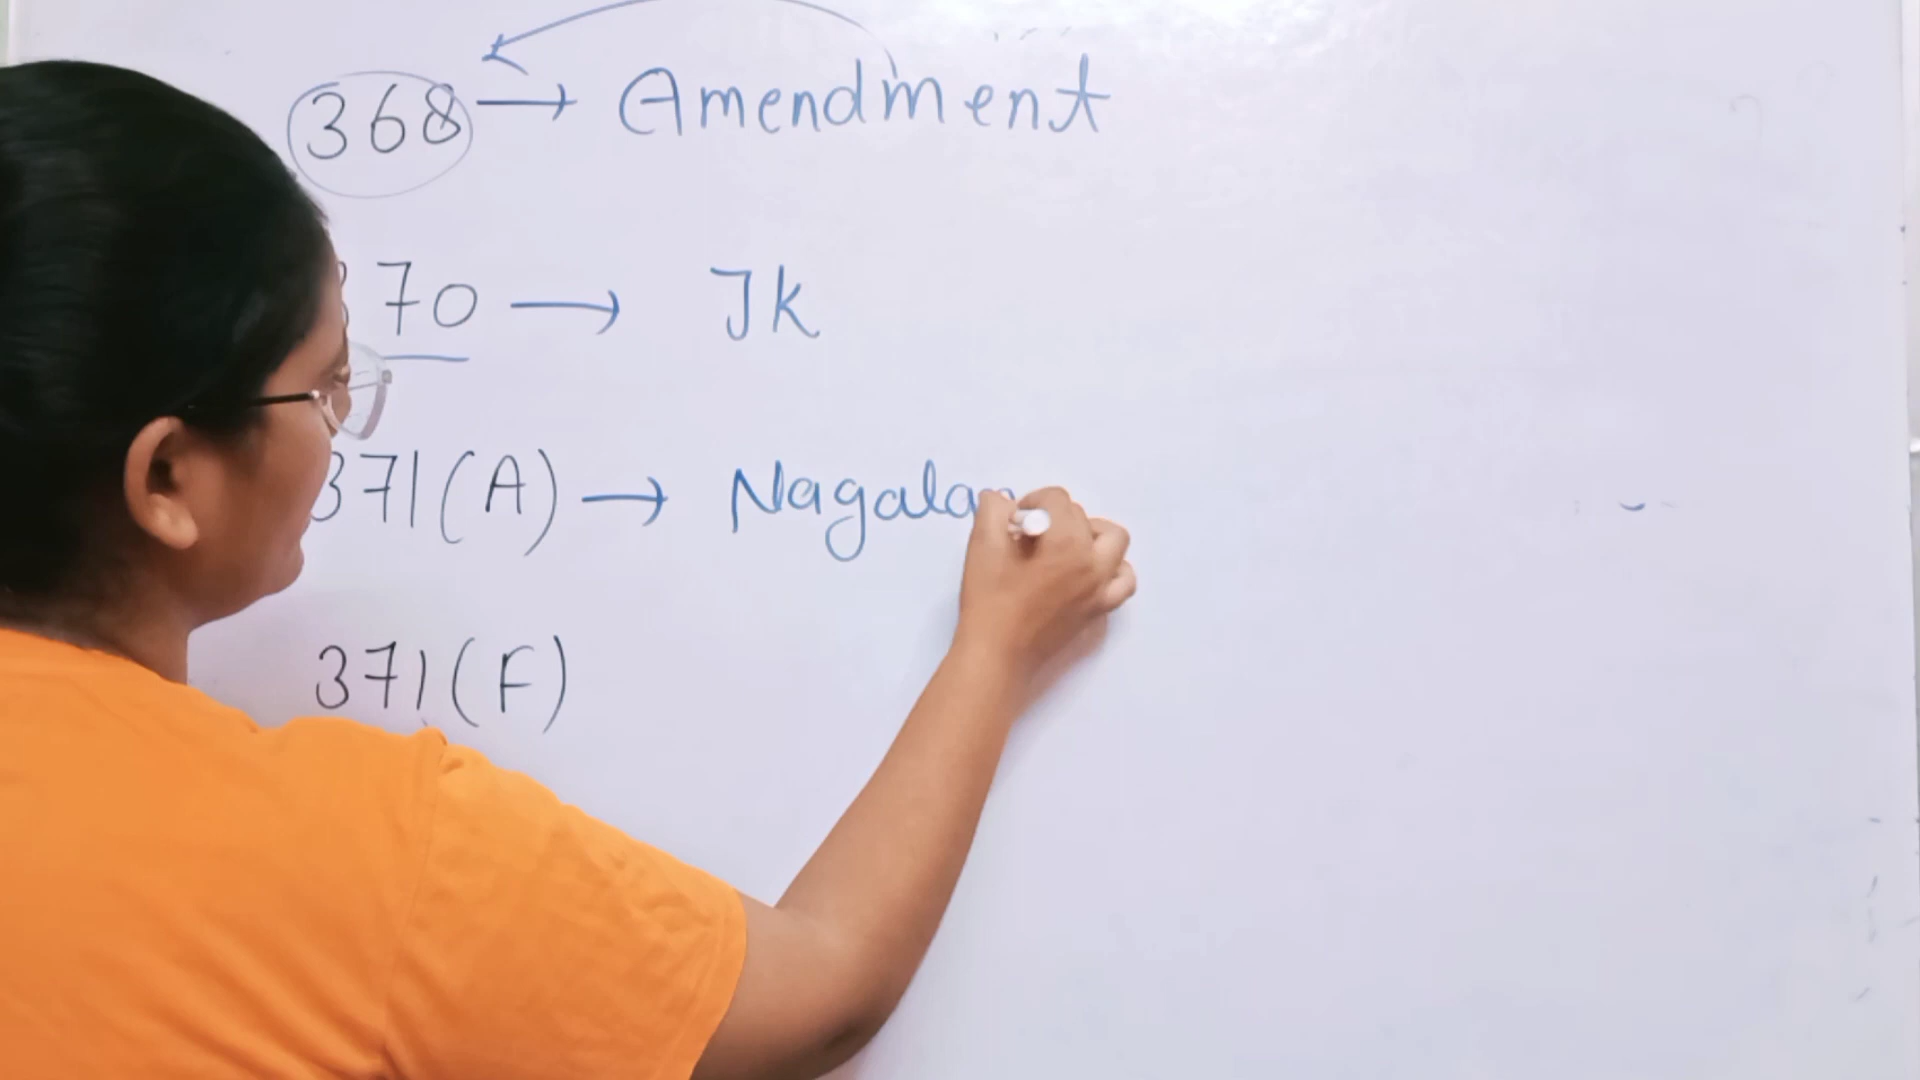 368 → Amendment
70 → JK
371(A) → Nagala
371(F)